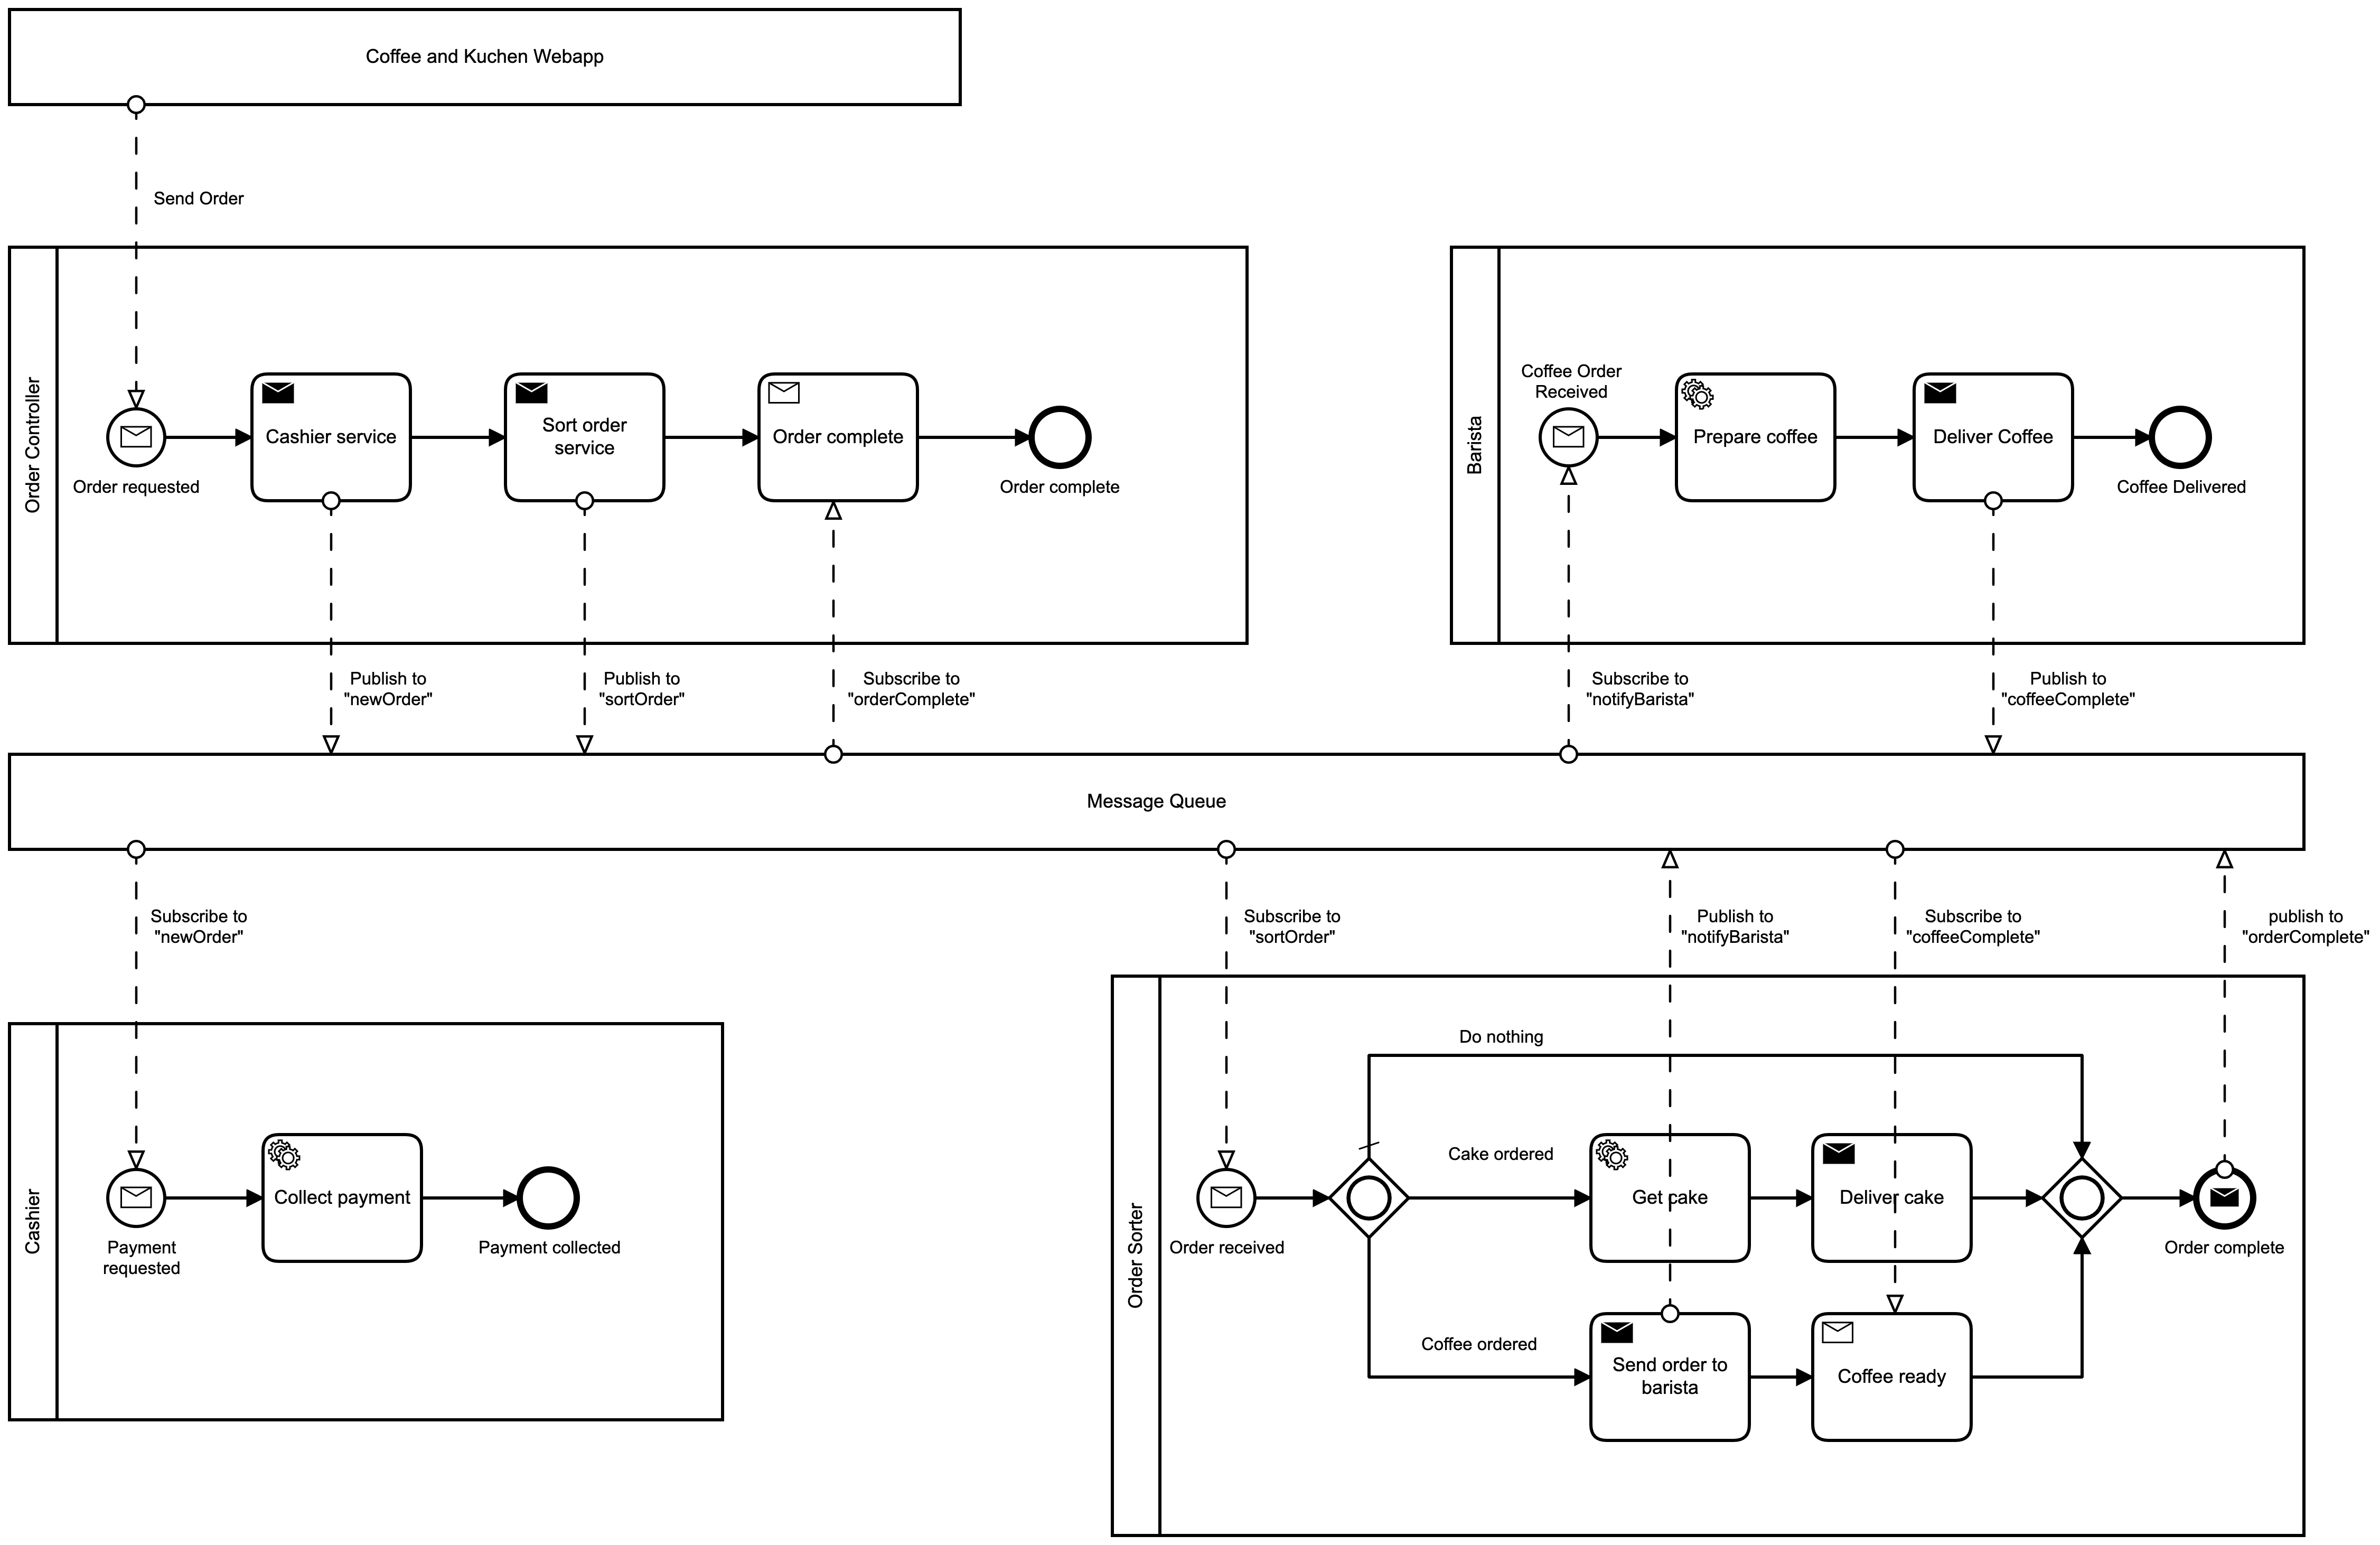 Coffee and Kuchen Webapp
Send Order
Order Controller
Order requested
Cashier service
Sort order
service
Order complete
Order complete
Barista
Coffee Order
Received
Prepare coffee
Deliver Coffee
Coffee Delivered
Publish to
"newOrder"
Publish to
"sortOrder"
Subscribe to
"orderComplete"
Subscribe to
"notifyBarista"
Publish to
"coffeeComplete"
Message Queue
Subscribe to
"newOrder"
Subscribe to
"sortOrder"
Publish to
"notifyBarista"
Subscribe to
"coffeeComplete"
publish to
"orderComplete"
Cashier
Payment
requested
Collect payment
Payment collected
Order Sorter
Order received
Do nothing
Cake ordered
Get cake
Deliver cake
Order complete
Coffee ordered
Send order to
barista
Coffee ready